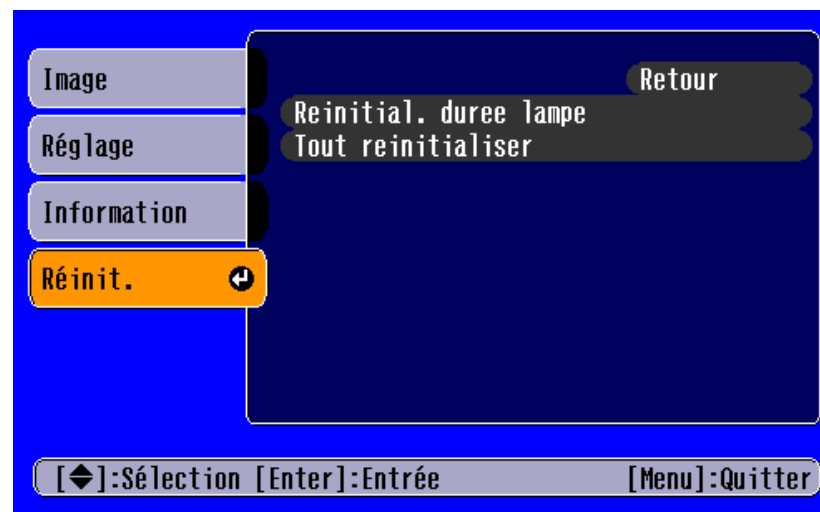 Image
Réglage
Information
Réinit.
Retour
Reinitial. duree lampe
Tout reinitialiser
[◆]:Sélection [Enter]:Entrée [Menu]:Quitter